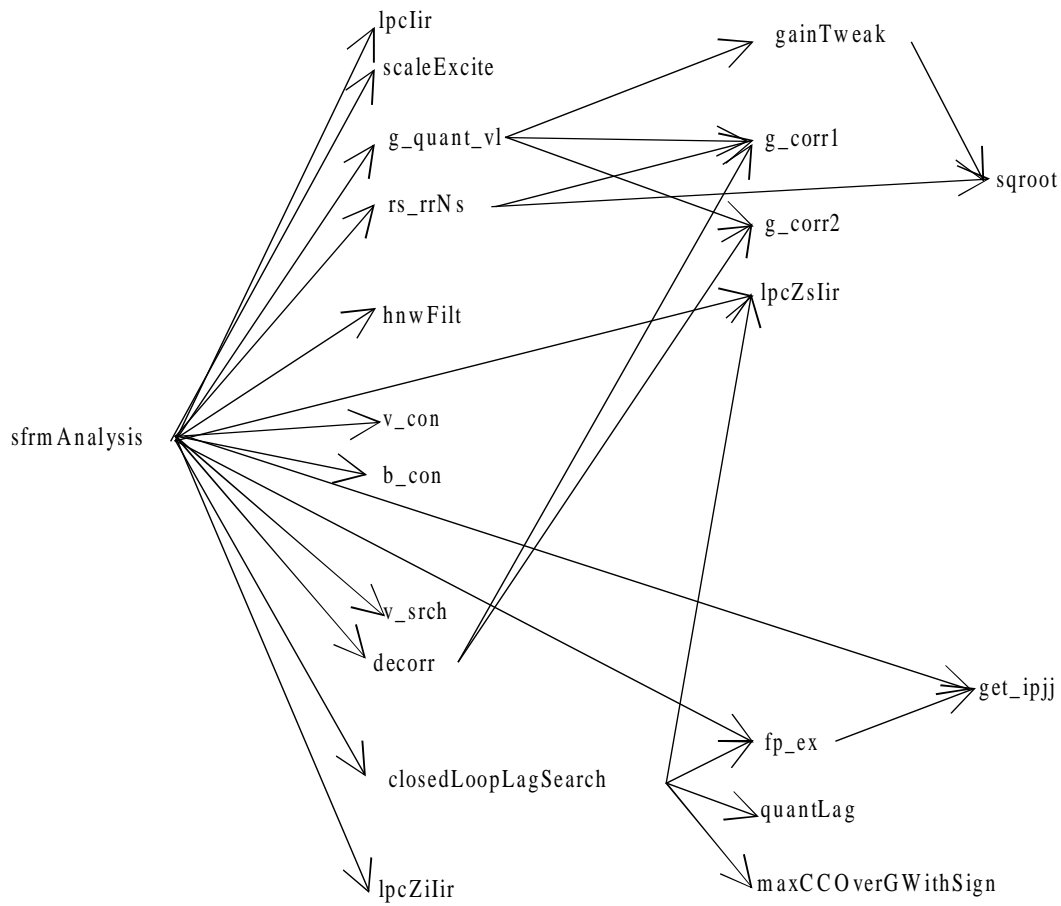 lpcIir
gainTweak
scaleExcite
g_quant_vl
g_corr1
sqroot
rs_rrNs
g_corr2
lpcZsIir
hnwFilt
v_con
sfrmAnalysis
b_con
v_srch
decorr
get_ipjj
fp_ex
closedLoopLagSearch
quantLag
lpcZiIir
maxCCOverGWithSign